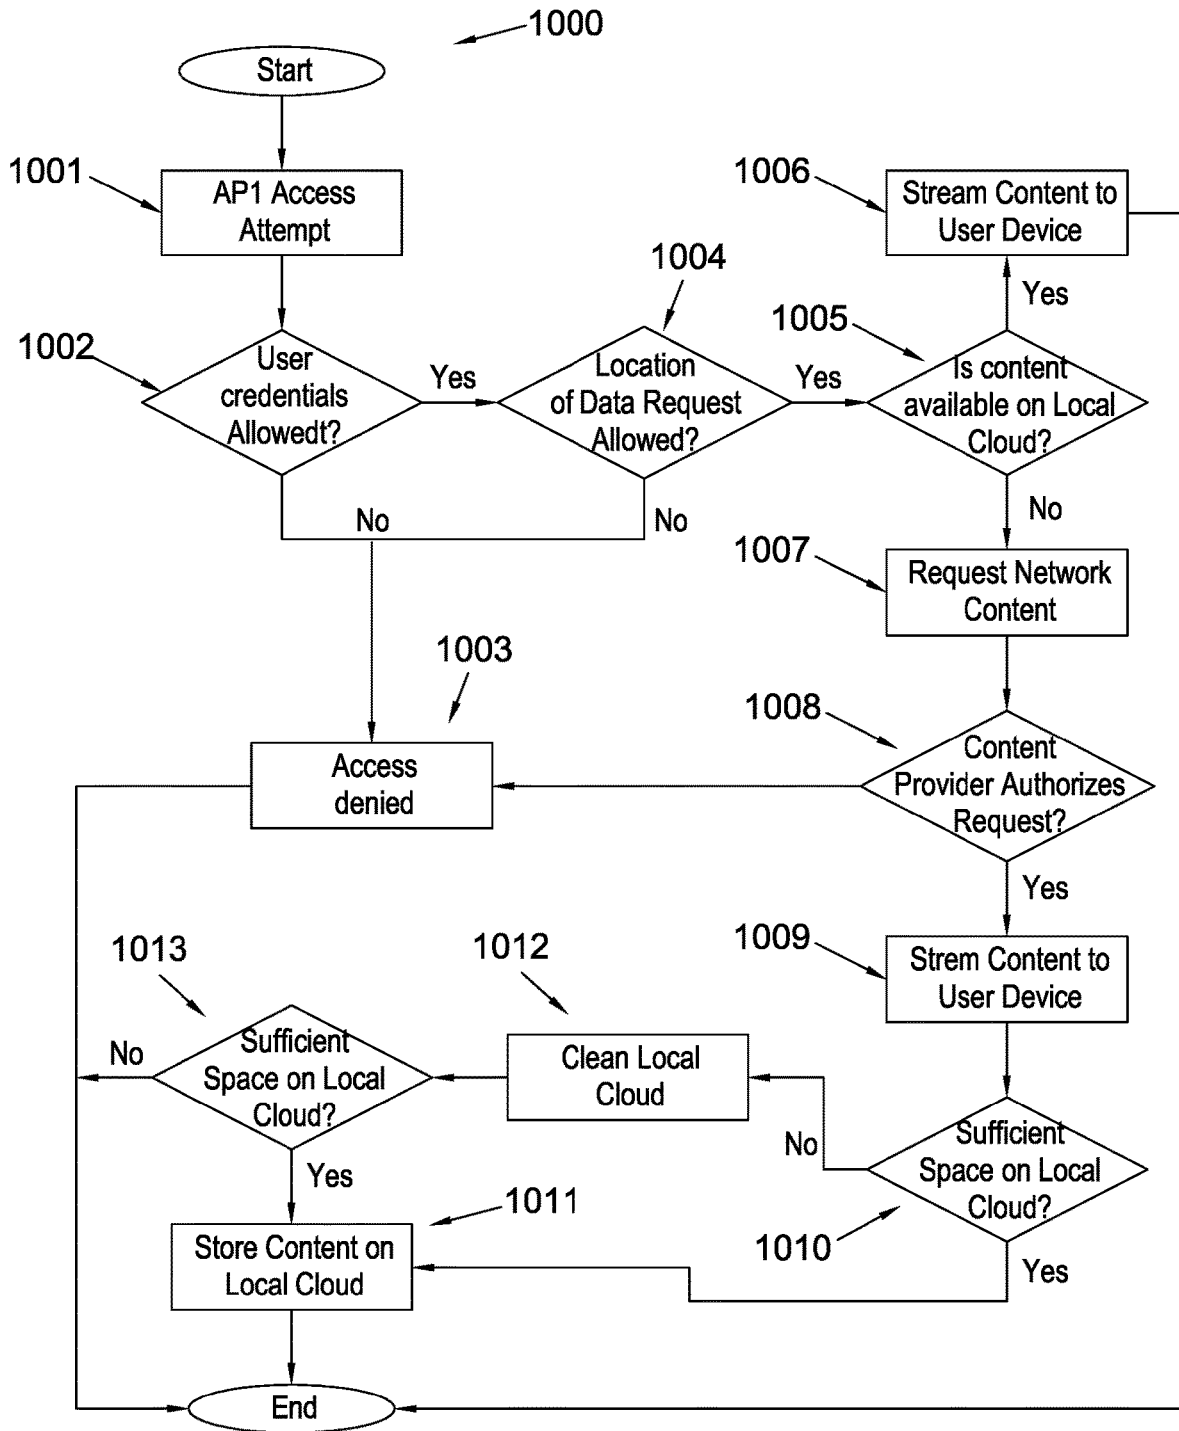 1000
Start
1001
AP1 Access
Attempt
1006
Stream Content to
User Device
1004
Yes
1002
User
credentials
Allowedt?
Yes
Location
of Data Request
Allowed?
Yes
1005
Is content
available on Local
Cloud?
No
No
No
1007
Request Network
Content
1003
Access
denied
1008
Content
Provider Authorizes
Request?
Yes
1009
Strem Content to
User Device
1013
1012
No
Sufficient
Space on Local
Cloud?
Clean Local
Cloud
No
Sufficient
Space on Local
Cloud?
1010
Yes
Yes
1011
Store Content on
Local Cloud
End